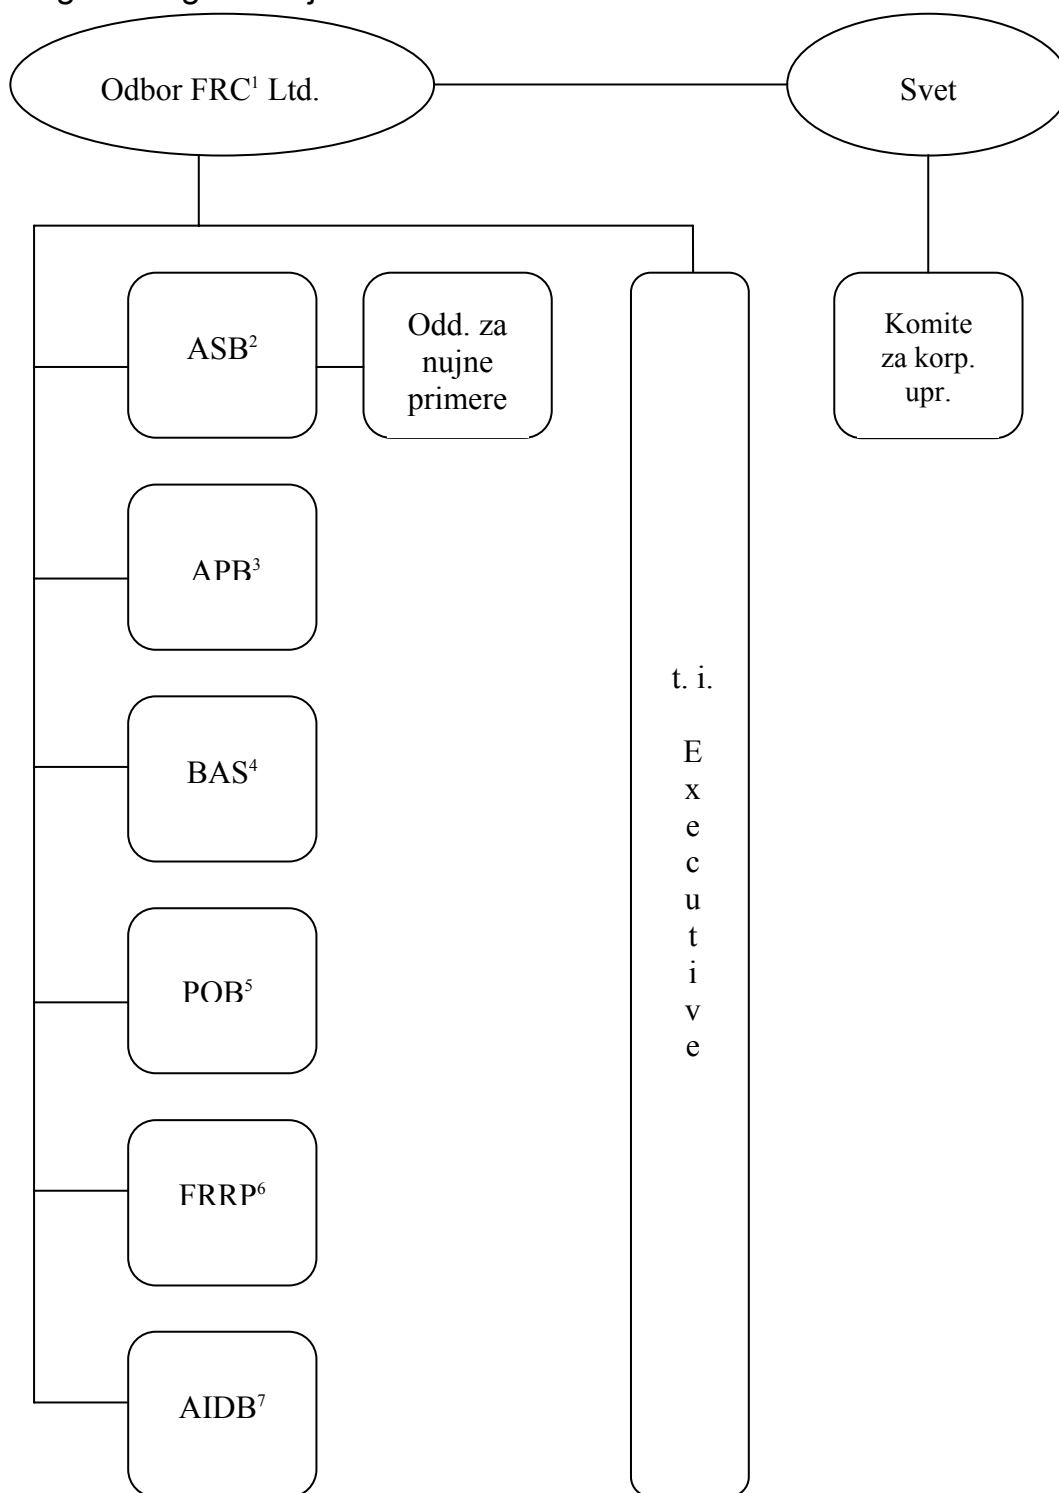 Odbor FRC¹ Ltd.
Svet
ASB²
Odd. za
nujne
primere
Komite
za korp.
upr.
APB³
BAS⁴
POB⁵
FRRP⁶
AIDB⁷
t. i.
E
x
e
c
u
t
i
v
e